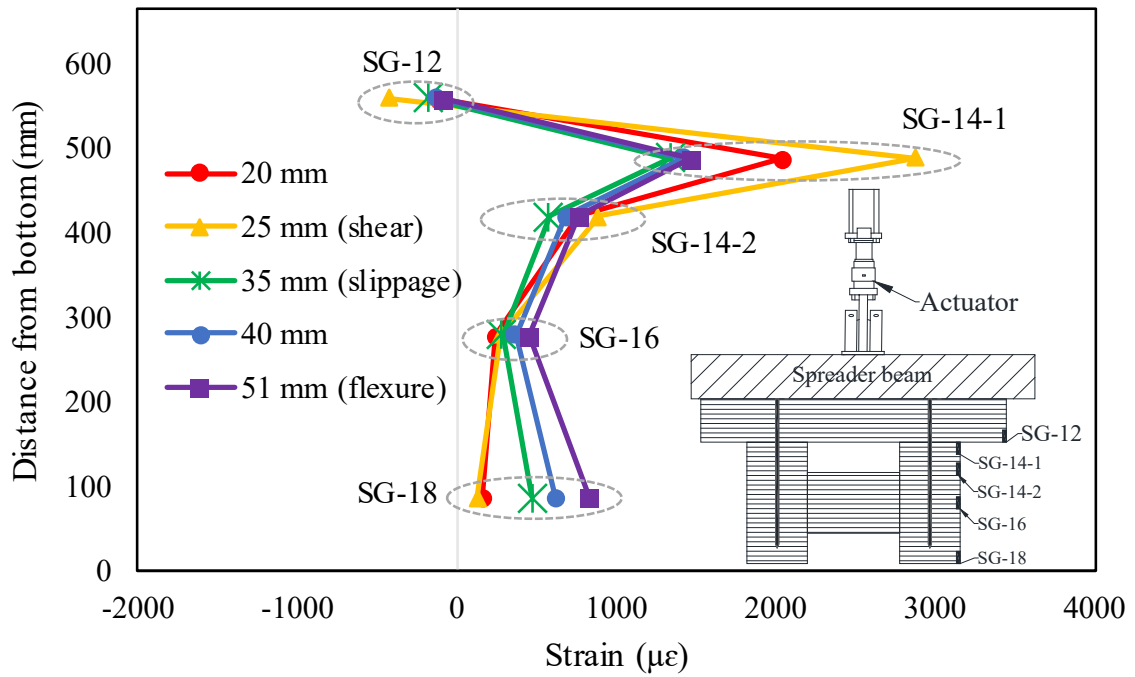 Distance from bottom (mm)
600
500
400
300
200
100
0
-2000
-1000
0
1000
2000
3000
4000
Strain (με)
20 mm
25 mm (shear)
35 mm (slippage)
40 mm
51 mm (flexure)
SG-12
SG-14-1
SG-14-2
SG-16
SG-18
Actuator
Spreader beam
SG-12
SG-14-1
SG-14-2
SG-16
SG-18